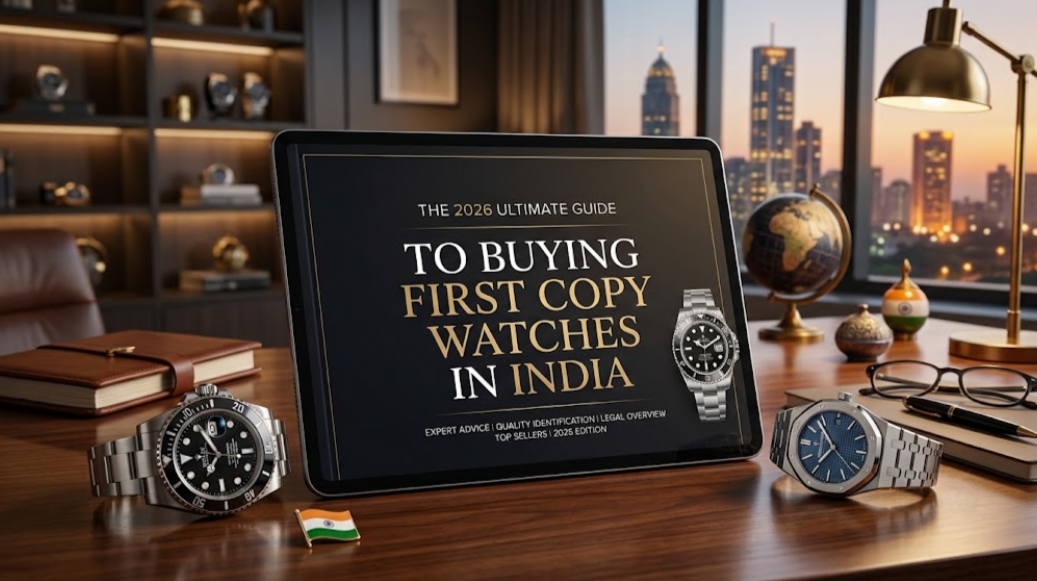 THE 2026 ULTIMATE GUIDE
TO BUYING
FIRST COPY
WATCHES
IN INDIA
EXPERT ADVICE | QUALITY IDENTIFICATION | LEGAL OVERVIEW
TOP SELLERS | 2026 EDITION
ROLEX